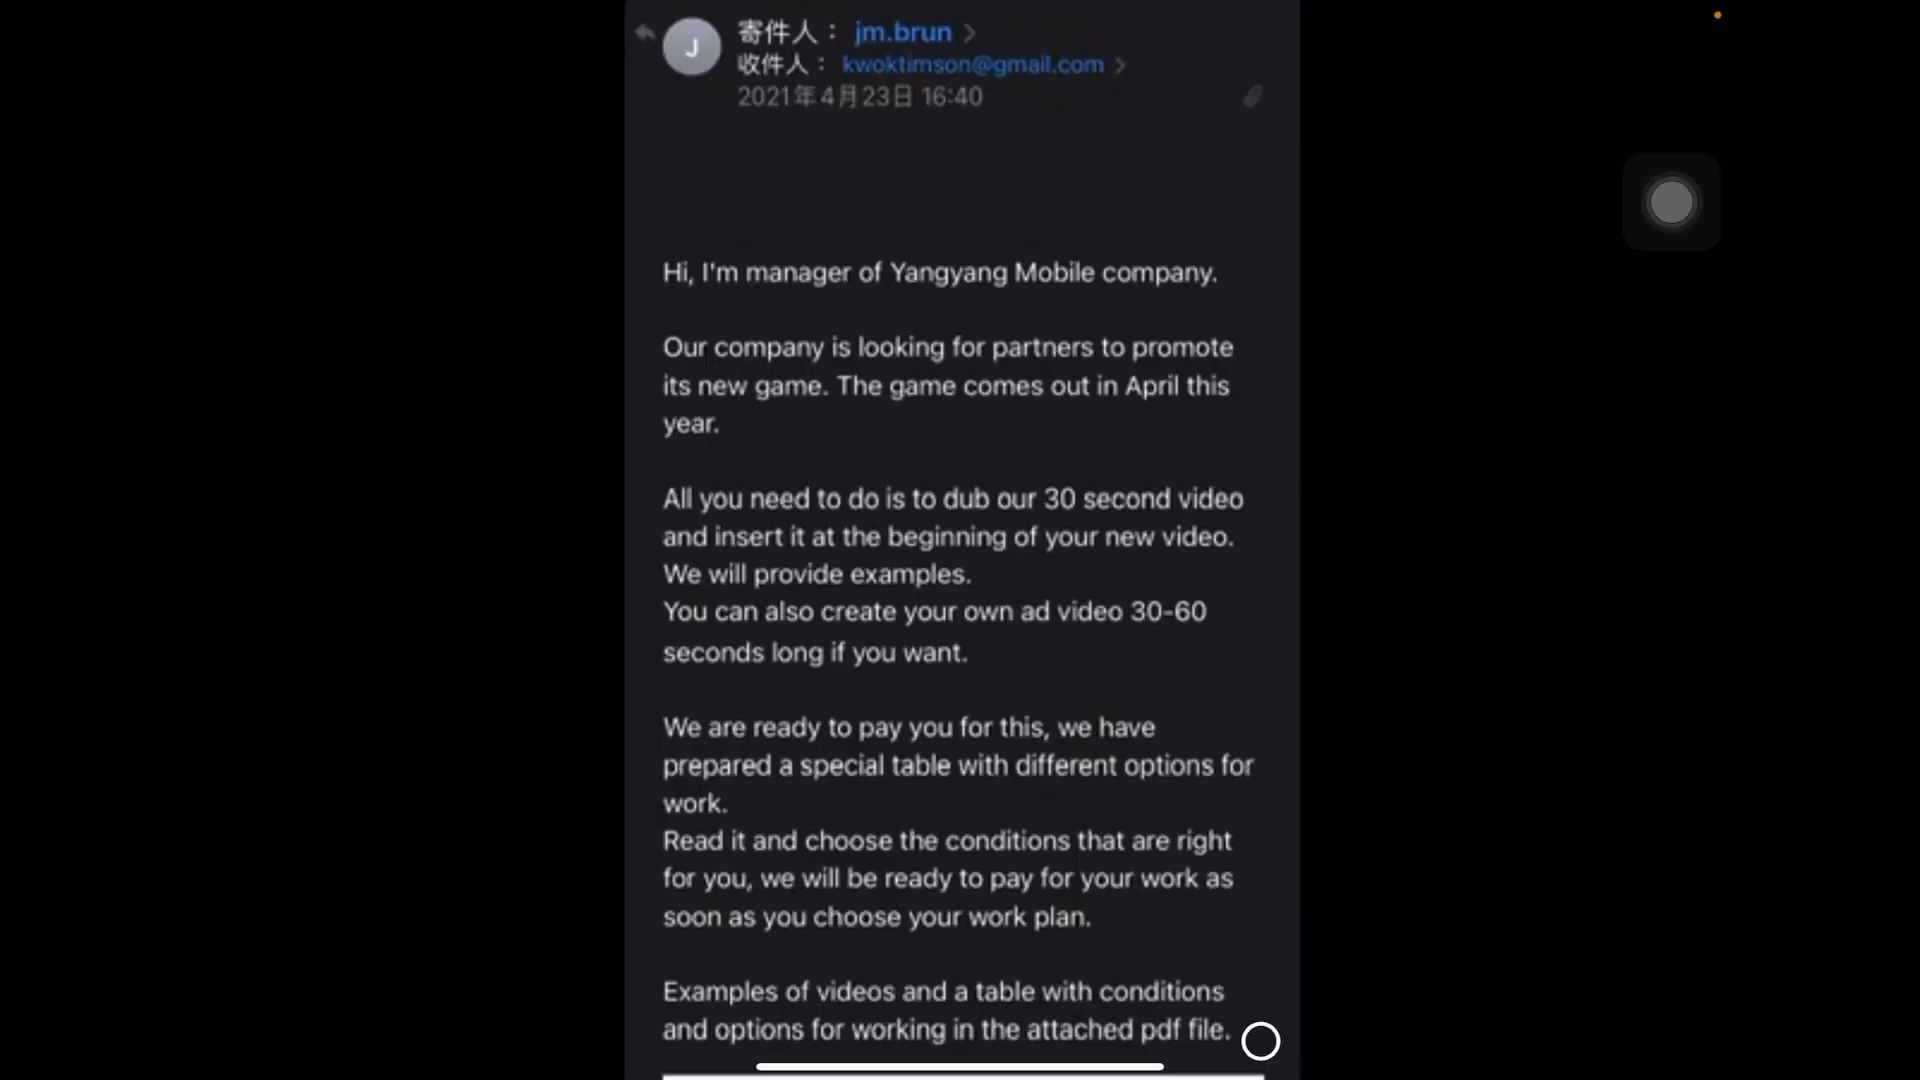 J
寄件人： jm.brun
收件人： kwoktimson@gmail.com
2021年4月23日 16:40
Hi, I'm manager of Yangyang Mobile company.
Our company is looking for partners to promote
its new game. The game comes out in April this
year.
All you need to do is to dub our 30 second video
and insert it at the beginning of your new video.
We will provide examples.
You can also create your own ad video 30-60
seconds long if you want.
We are ready to pay you for this, we have
prepared a special table with different options for
work.
Read it and choose the conditions that are right
for you, we will be ready to pay for your work as
soon as you choose your work plan.
Examples of videos and a table with conditions
and options for working in the attached pdf file.